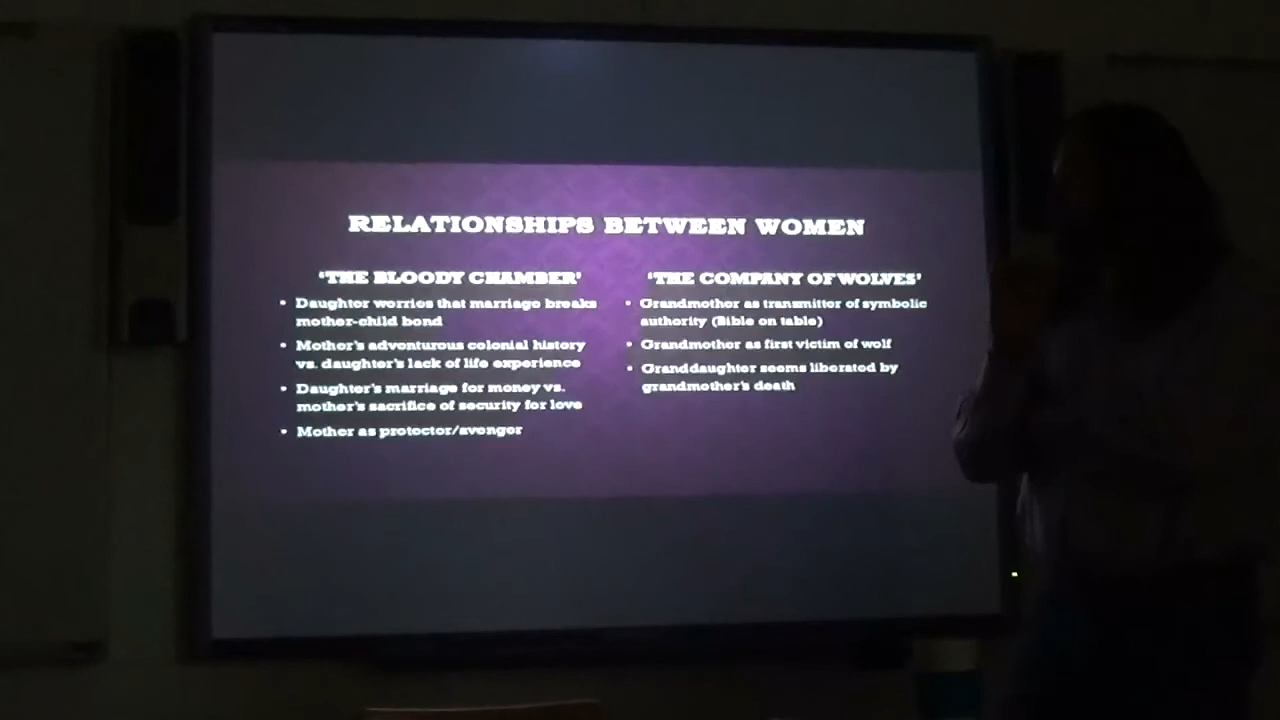 RELATIONSHIPS BETWEEN WOMEN
‘THE BLOODY CHAMBER’
• Daughter worries that marriage breaks
mother-child bond
• Mother’s adventurous colonial history
vs. daughter’s lack of life experience
• Daughter’s marriage for money vs.
mother’s sacrifice of security for love
• Mother as protector/avenger
‘THE COMPANY OF WOLVES’
• Grandmother as transmitter of symbolic
authority (Bible on table)
• Grandmother as first victim of wolf
• Granddaughter seems liberated by
grandmother’s death